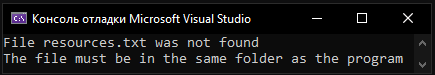 Консоль отладки Microsoft Visual Studio
File resources.txt was not found
The file must be in the same folder as the program